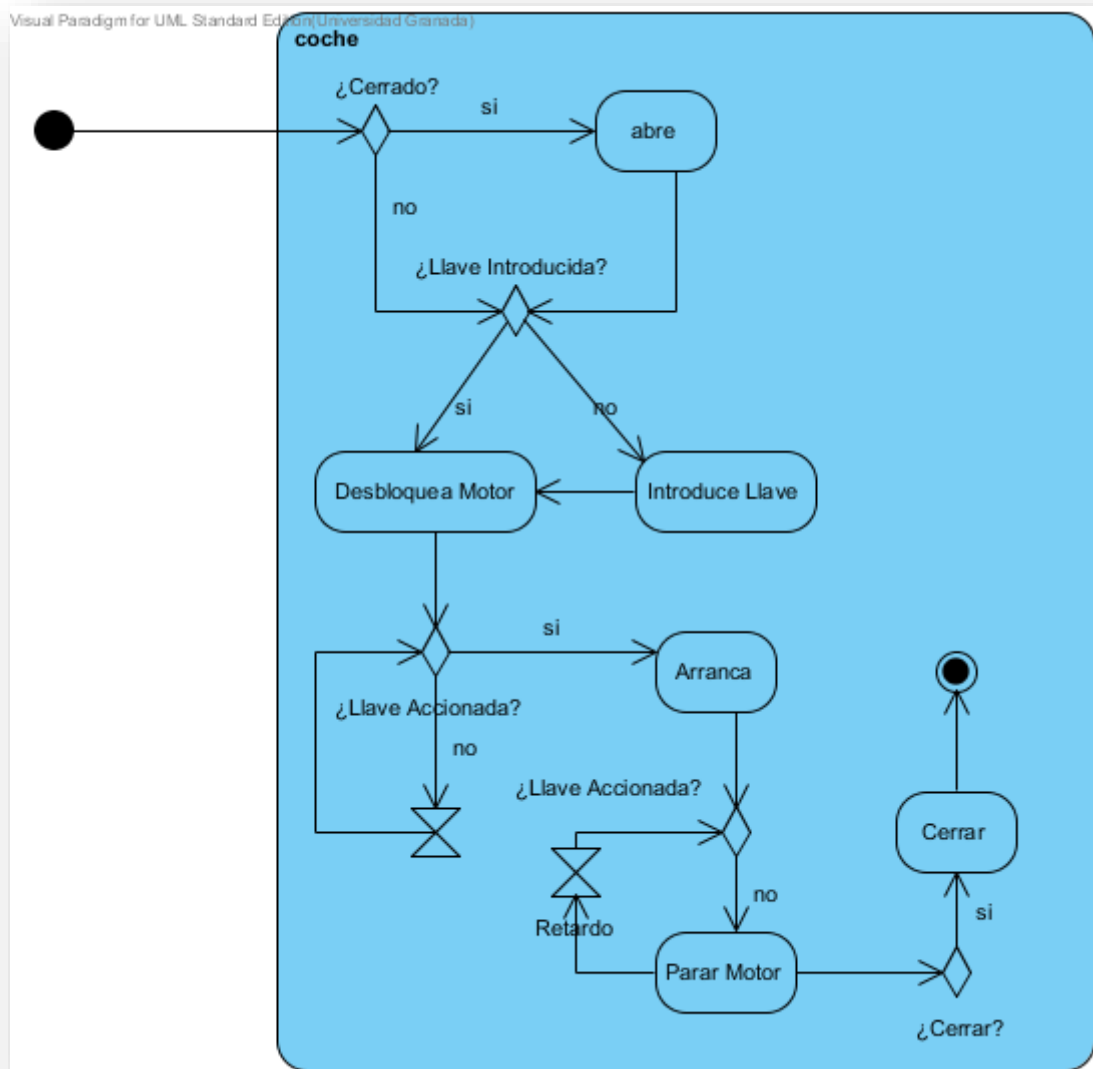 Visual Paradigm for UML Standard Edition(Universidad Granada)
coche
¿Cerrado?
si
abre
no
¿Llave Introducida?
si
no
Desbloquea Motor
Introduce Llave
si
Arranca
¿Llave Accionada?
no
¿Llave Accionada?
Cerrar
no
si
Retardo
Parar Motor
¿Cerrar?